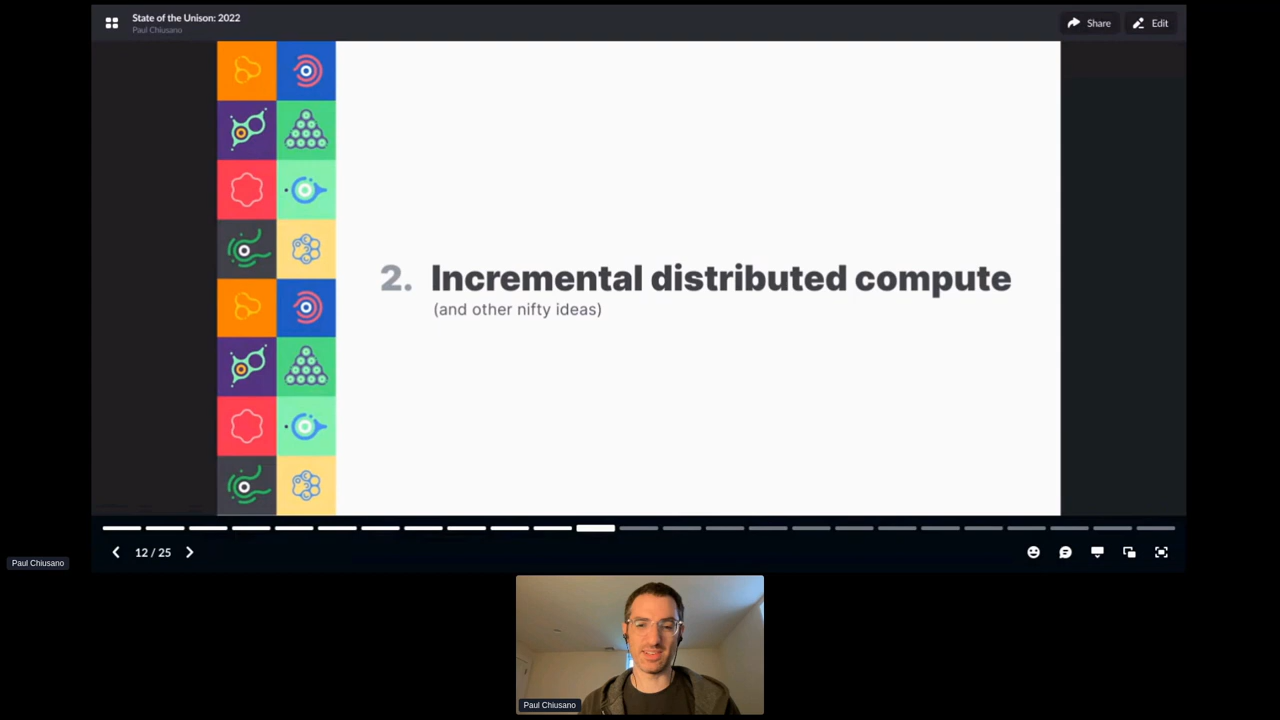 State of the Unison: 2022
Paul Chiusano
Share
Edit
2. Incremental distributed compute
(and other nifty ideas)
12 / 25
Paul Chiusano
Paul Chiusano